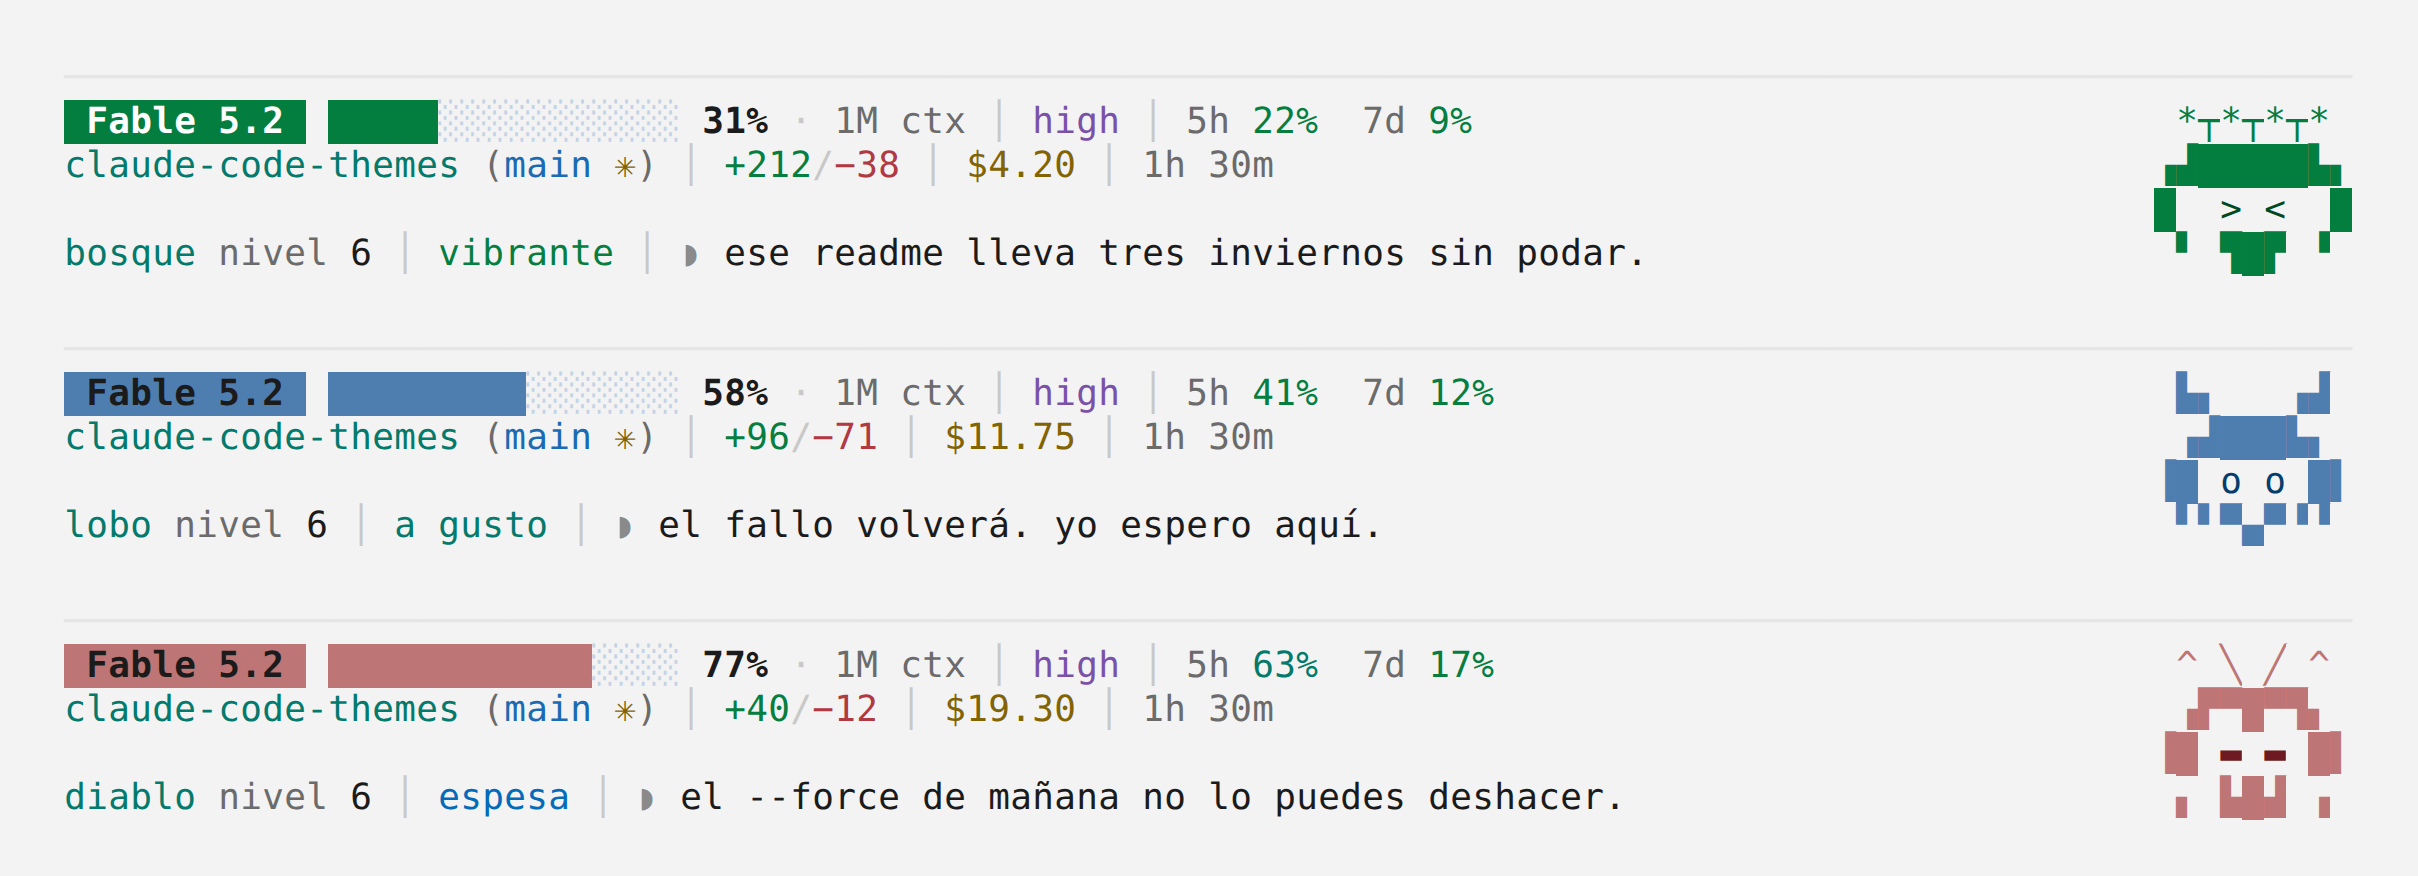 Fable 5.2 31% · 1M ctx │ high │ 5h 22% 7d 9%
claude-code-themes (main ✳) │ +212/−38 │ $4.20 │ 1h 30m
bosque nivel 6 │ vibrante │ ◗ ese readme lleva tres inviernos sin podar.
*┬*┬*┬*
> <
Fable 5.2 58% · 1M ctx │ high │ 5h 41% 7d 12%
claude-code-themes (main ✳) │ +96/−71 │ $11.75 │ 1h 30m
lobo nivel 6 │ a gusto │ ◗ el fallo volverá. yo espero aquí.
o o
Fable 5.2 77% · 1M ctx │ high │ 5h 63% 7d 17%
claude-code-themes (main ✳) │ +40/−12 │ $19.30 │ 1h 30m
diablo nivel 6 │ espesa │ ◗ el --force de mañana no lo puedes deshacer.
^ ╲ ╱ ^